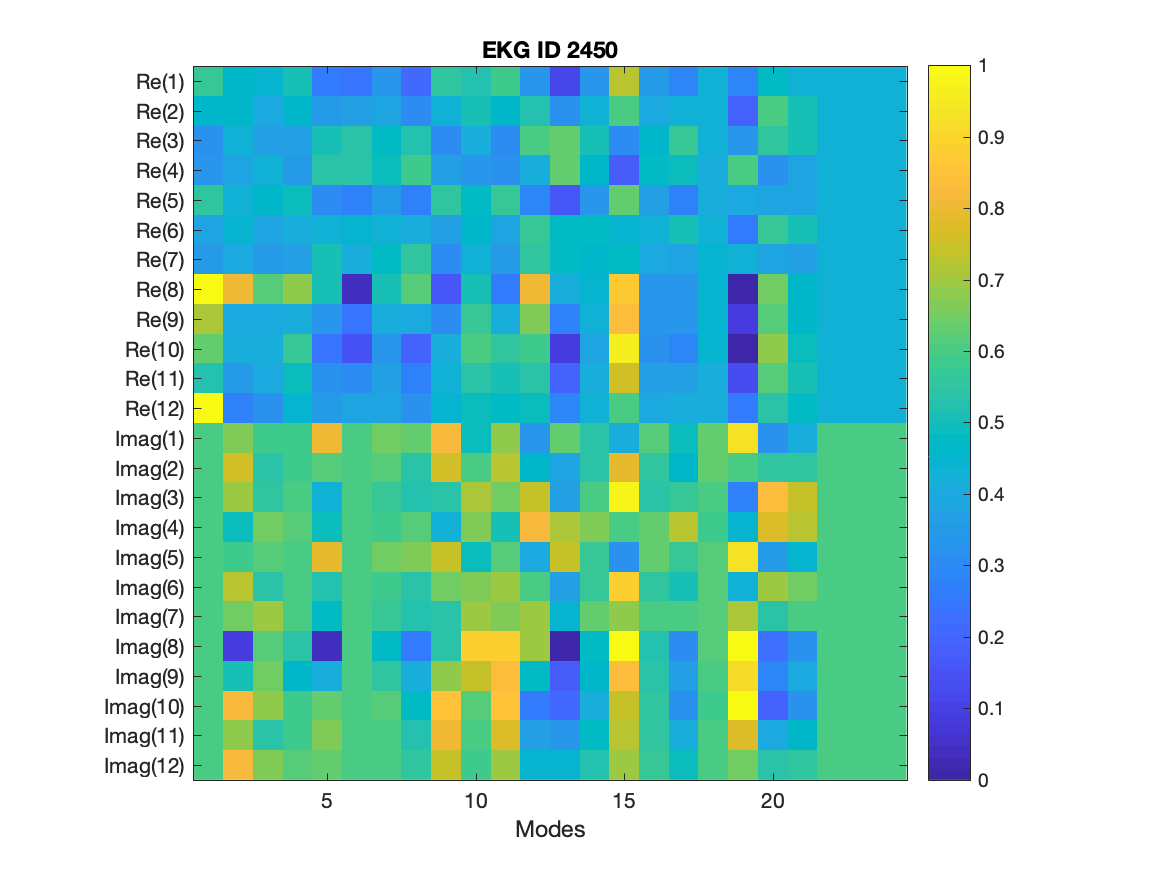 EKG ID 2450
Re(1)
Re(2)
Re(3)
Re(4)
Re(5)
Re(6)
Re(7)
Re(8)
Re(9)
Re(10)
Re(11)
Re(12)
Imag(1)
Imag(2)
Imag(3)
Imag(4)
Imag(5)
Imag(6)
Imag(7)
Imag(8)
Imag(9)
Imag(10)
Imag(11)
Imag(12)
5 10 15 20
Modes
1
0.9
0.8
0.7
0.6
0.5
0.4
0.3
0.2
0.1
0